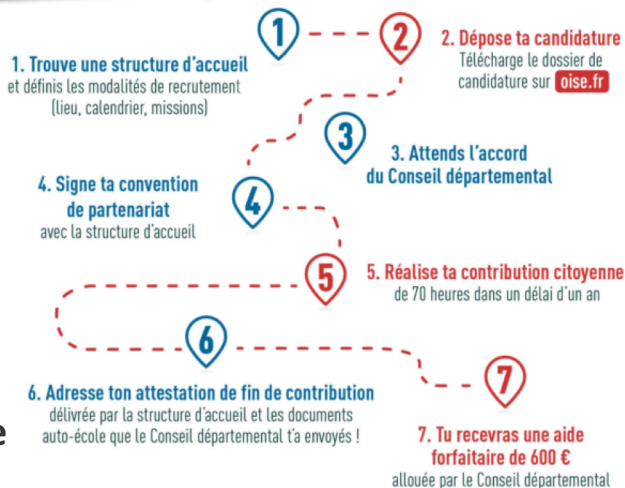 1
2
1. Trouve une structure d'accueil
et définis les modalités de recrutement
(lieu, calendrier, missions)
2. Dépose ta candidature
Télécharge le dossier de
candidature sur oise.fr
3
3. Attends l'accord
du Conseil départemental
4
4. Signe ta convention
de partenariat
avec la structure d'accueil
5
5. Réalise ta contribution citoyenne
de 70 heures dans un délai d'un an
6
6. Adresse ton attestation de fin de contribution
délivrée par la structure d'accueil et les documents
auto-école que le Conseil départemental t'a envoyés !
e
7
7. Tu recevras une aide
forfaitaire de 600 €
allouée par le Conseil départemental